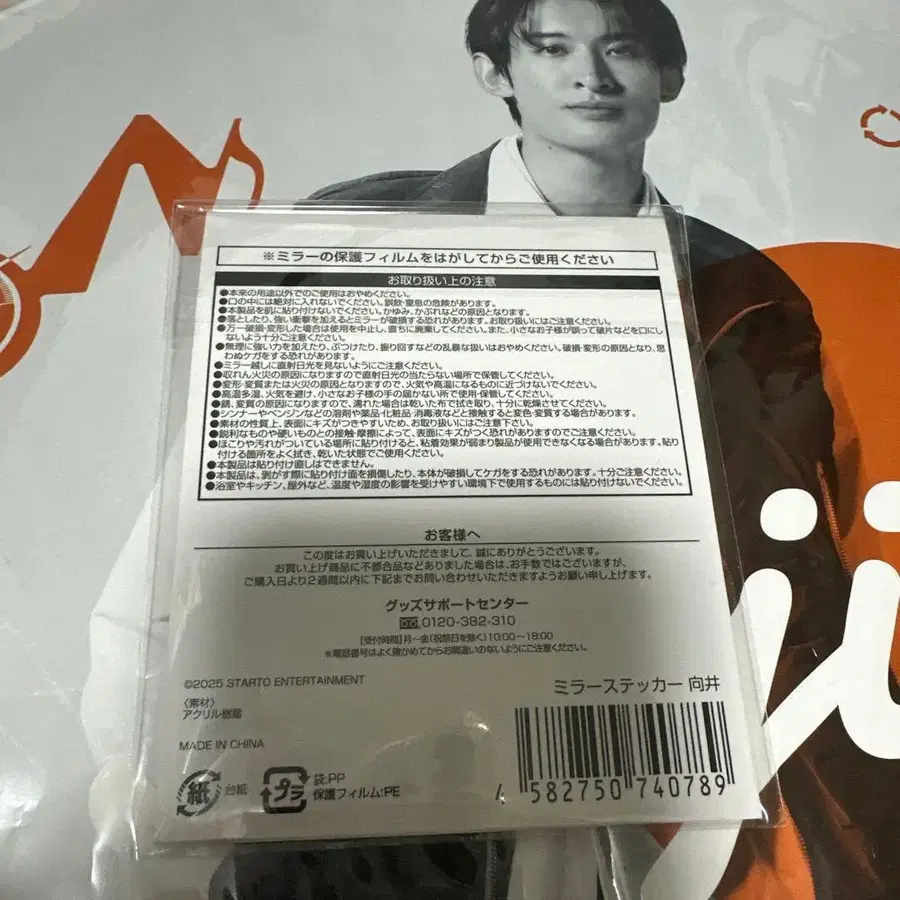 ※ミラーの保護フィルムをはがしてからご使用ください
お取り扱い上の注意
●本来の用途以外でのご使用はおやめください。
●口の中には絶対に入れないでください。誤飲・窒息の危険があります。
●本製品を肌に貼り付けないでください。かゆみ、かぶれなどの原因となります。
●落としたり、強い衝撃を加えるとミラーが破損する恐れがあります。お取り扱いにはご注意ください。
●万一破損・変形した場合は使用を中止し、直ちに廃棄してください。また、小さなお子様が誤って破片などを口にし
ないよう十分ご注意ください。
●無理に強い力を加えたり、ぶつけたり、振り回すなどの乱暴な扱いはおやめください。破損・変形の原因となり、思
わぬケガをする恐れがあります。
●ミラー越しに直射日光を見ないようにご注意ください。
●収れん火災の原因になりますので直射日光の当たらない場所で保管してください。
●変形・変質または火災の原因となりますので、火気や高温になるものに近づけないでください。
●高温多湿、火気を避け、小さなお子様の手の届かない所で使用・保管してください。
●錆、変質の原因になりますので、濡れた場合は乾いた布で拭き取り、十分に乾燥させてください。
●シンナーやベンジンなどの溶剤や薬品・化粧品・消毒液などと接触すると変色・変質する場合があります。
●素材の性質上、表面にキズがつきやすいため、お取り扱いにはご注意下さい。
●鋭利なものや硬いものとの接触・摩擦によって、表面にキズがつく恐れがありますのでご注意ください。
●ほこりや汚れがついている場所に貼り付けると、粘着効果が弱まり製品が使用できなくなる場合があります。貼り
付ける箇所をよく拭き、乾いた状態でご使用ください。
●本製品は貼り付け直しはできません。
●本製品は、剥がす際に貼り付け面を損傷したり、本体が破損してケガをする恐れがあります。十分ご注意ください。
●浴室やキッチン、屋外など、温度や湿度の影響を受けやすい環境下で使用するものには貼り付けないでください。
お客様へ
この度はお買い上げいただきまして、誠にありがとうございます。
お買い上げ商品に不都合品などありました場合は、お手数ではございますが、
ご購入日より2週間以内に下記までお問い合わせいただきますようお願い申し上げます。
グッズサポートセンター
0120-382-310
【受付時間】月〜金(祝祭日を除く)10:00〜18:00
※電話番号はよく確かめてからお間違いのないようにご注意ください。
©2025 STARTO ENTERTAINMENT
ミラーステッカー 向井
〈素材〉
アクリル樹脂
MADE IN CHINA
紙 台紙
プラ 袋:PP
保護フィルム:PE
4 582750 740789